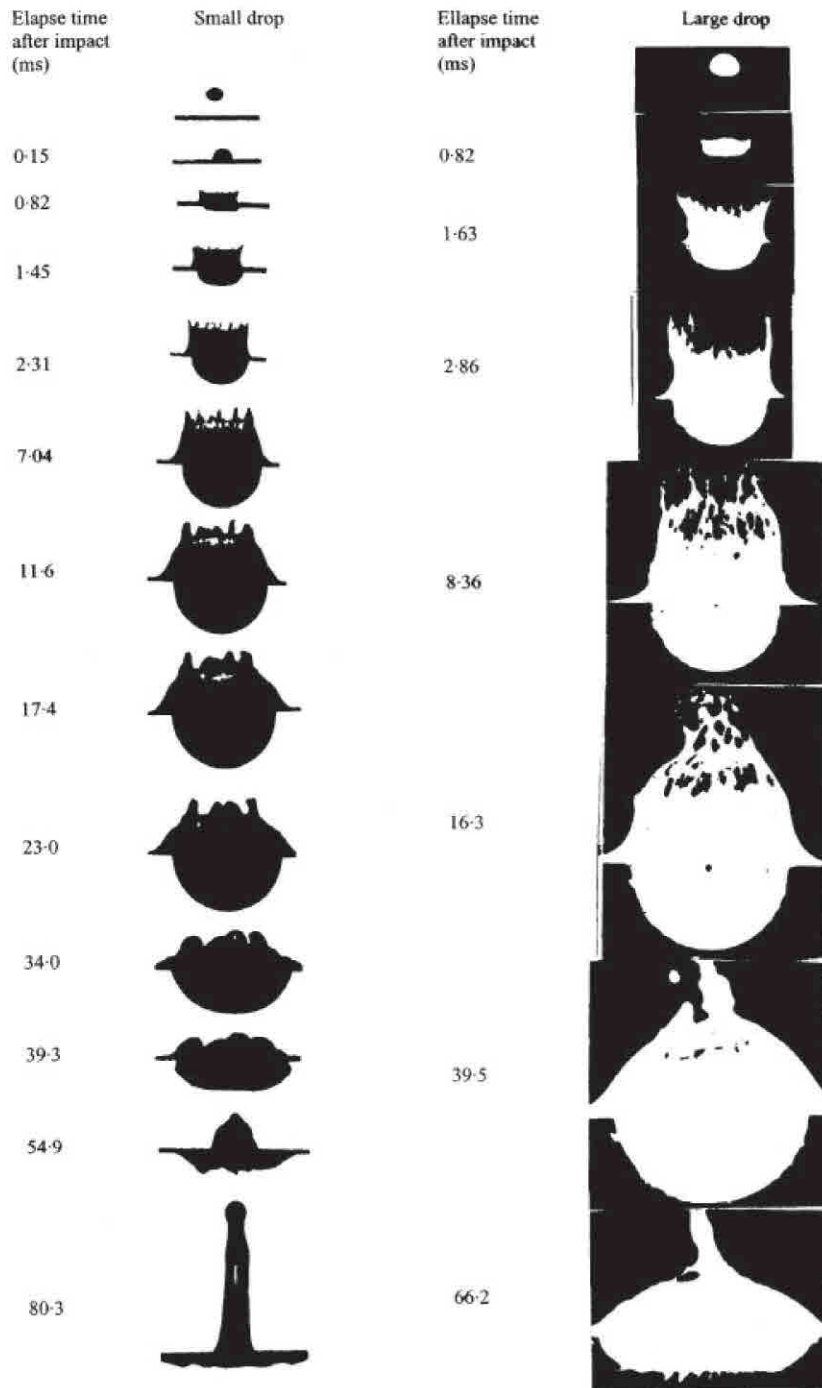 Elapse time
after impact
(ms)
Small drop
0·15
0·82
1·45
2·31
7·04
11·6
17·4
23·0
34·0
39·3
54·9
80·3
Ellapse time
after impact
(ms)
Large drop
0·82
1·63
2·86
8·36
16·3
39·5
66·2